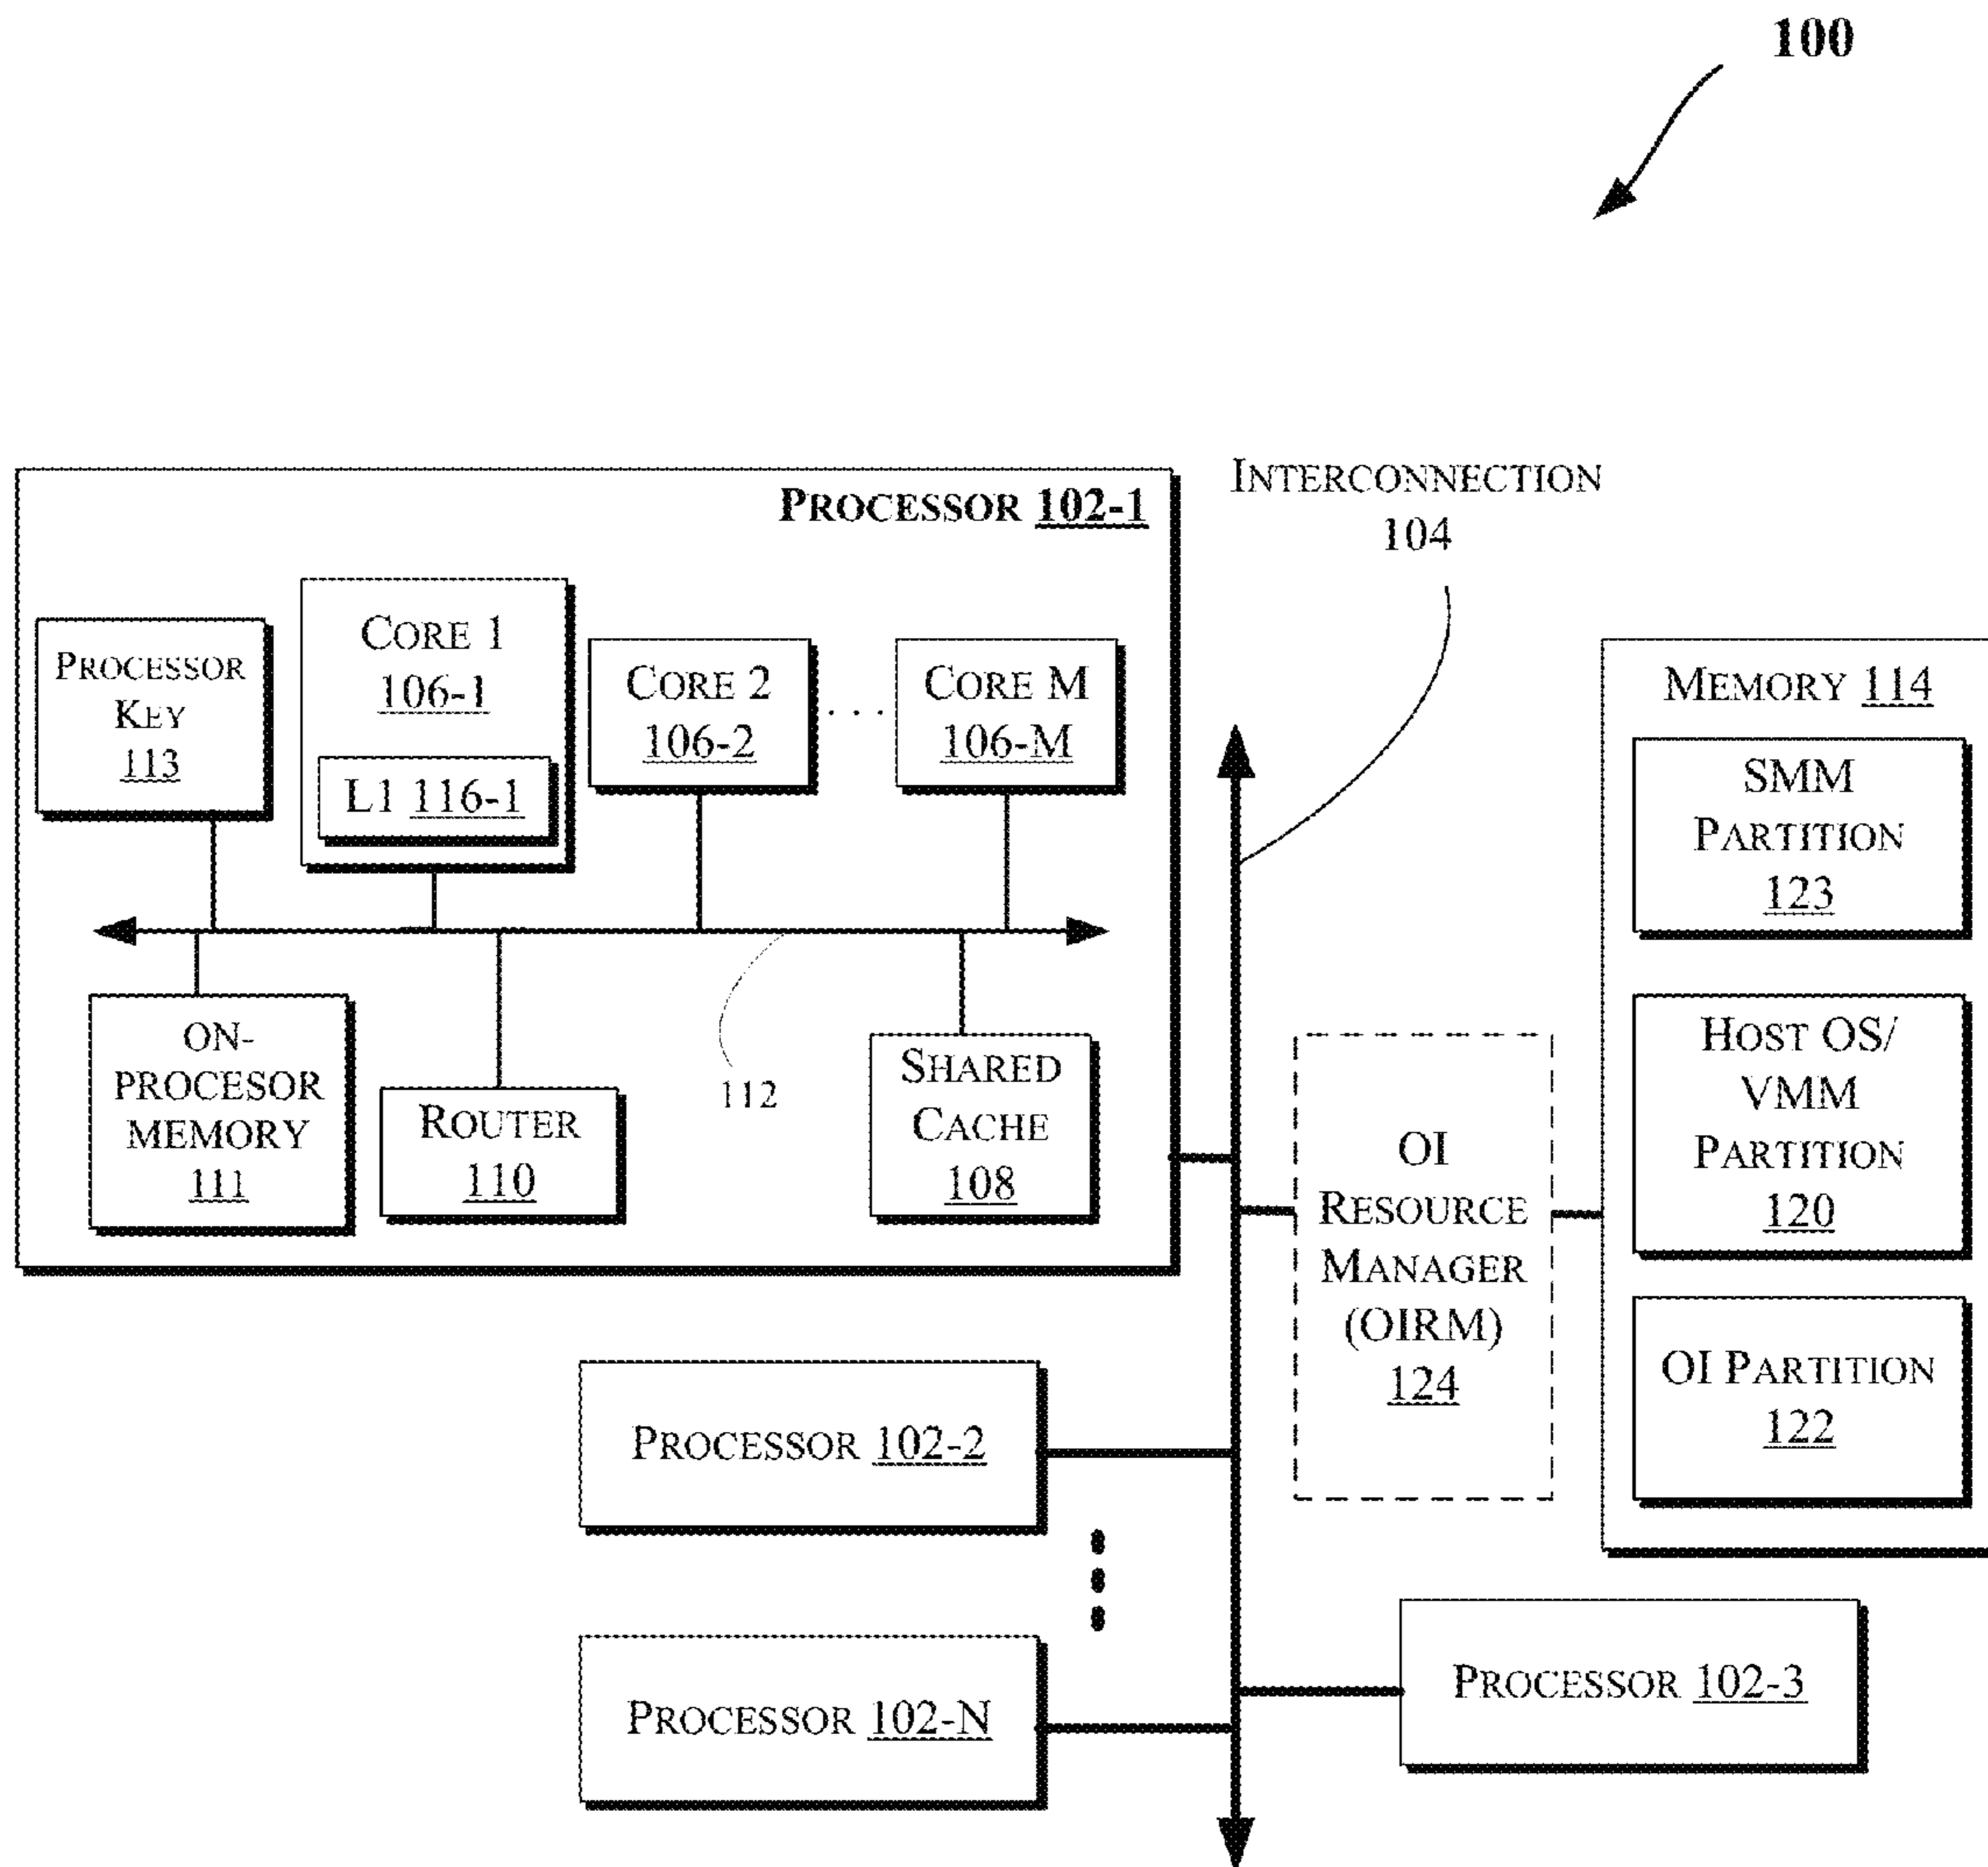 100
PROCESSOR 102-1
INTERCONNECTION
104
PROCESSOR
KEY
113
CORE 1
106-1
L1 116-1
CORE 2
106-2
. . .
CORE M
106-M
ON-
PROCESOR
MEMORY
111
ROUTER
110
112
SHARED
CACHE
108
MEMORY 114
SMM
PARTITION
123
HOST OS/
VMM
PARTITION
120
OI PARTITION
122
OI
RESOURCE
MANAGER
(OIRM)
124
PROCESSOR 102-2
PROCESSOR 102-N
PROCESSOR 102-3